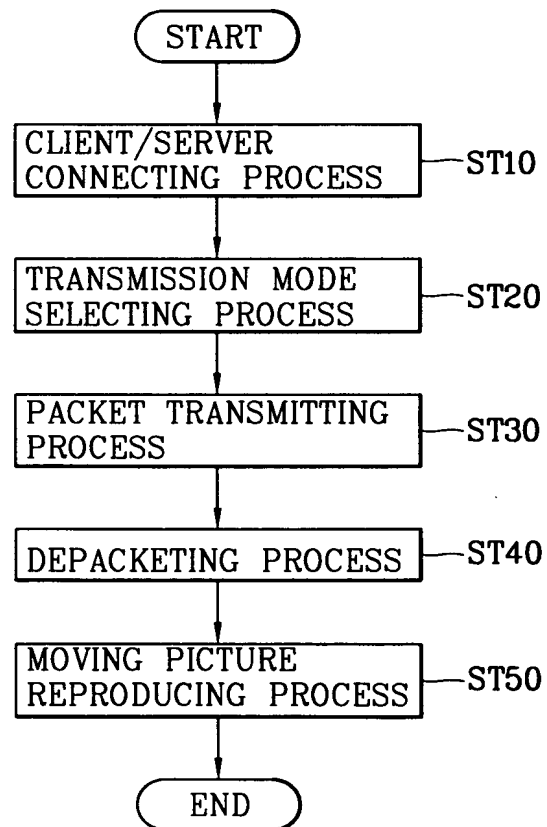 START
CLIENT/SERVER
CONNECTING PROCESS
ST10
TRANSMISSION MODE
SELECTING PROCESS
ST20
PACKET TRANSMITTING
PROCESS
ST30
DEPACKETING PROCESS
ST40
MOVING PICTURE
REPRODUCING PROCESS
ST50
END